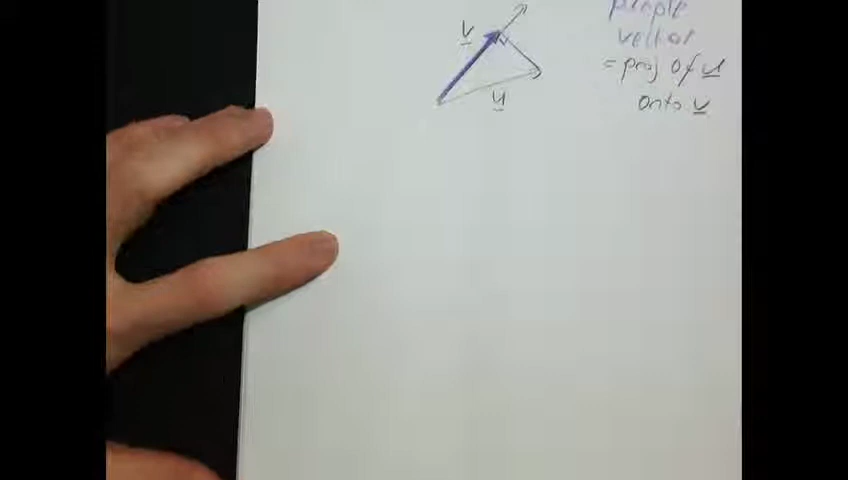 purple
vector
= proj of u
onto v
v
u